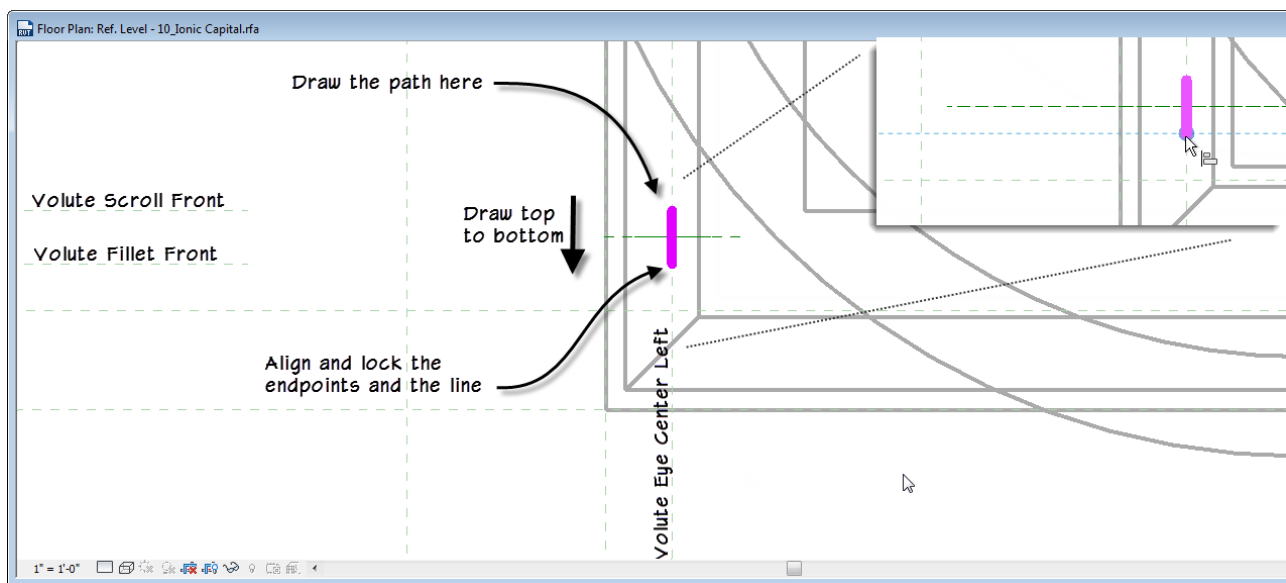 Floor Plan: Ref. Level - 10_Ionic Capital.rfa
Draw the path here
Volute Scroll Front
Draw top
to bottom
Volute Fillet Front
Align and lock the
endpoints and the line
Volute Eye Center Left
1" = 1'-0"